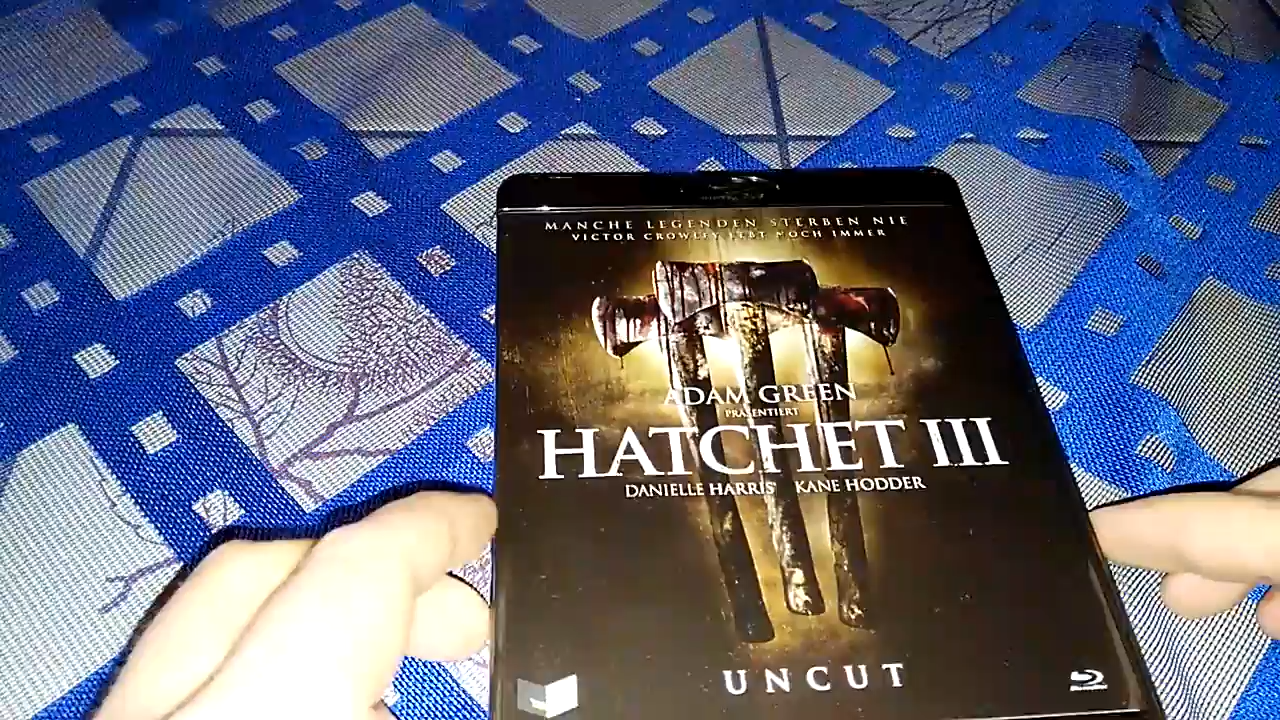 MANCHE LEGENDEN STERBEN NIE
VICTOR CROWLEY LEBT NOCH IMMER
ADAM GREEN
PRÄSENTIERT
HATCHET III
DANIELLE HARRIS KANE HODDER
UNCUT